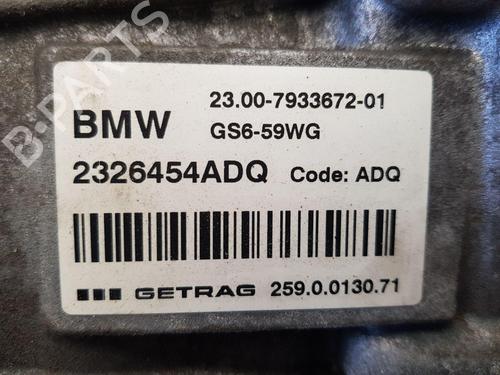 B-PARTS
23.00-7933672-01
BMW GS6-59WG
2326454ADQ Code: ADQ
GETRAG 259.0.0130.71